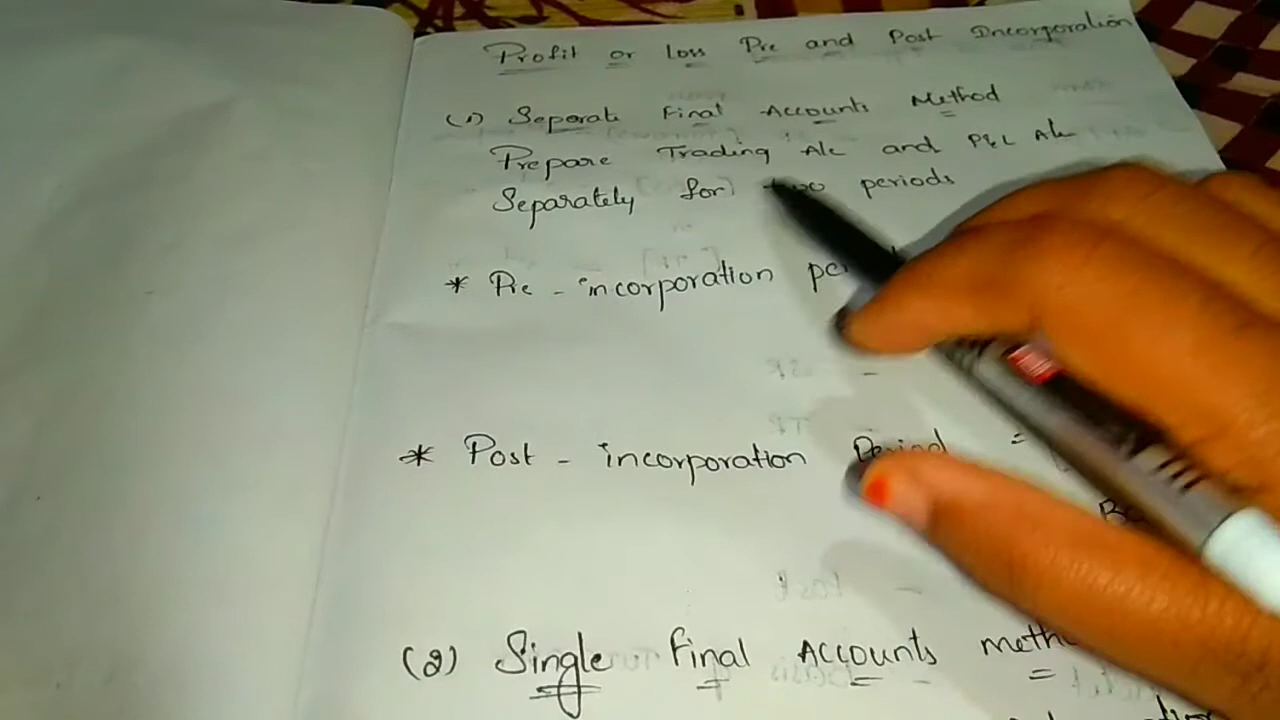 Profit or loss Pre and Post Incorporation
(1) Separate Final Accounts Method
Prepare Trading A/c and P&L A/c
Separately for two periods
* Pre - incorporation
* Post - incorporation Period =
(2) Single Final Accounts